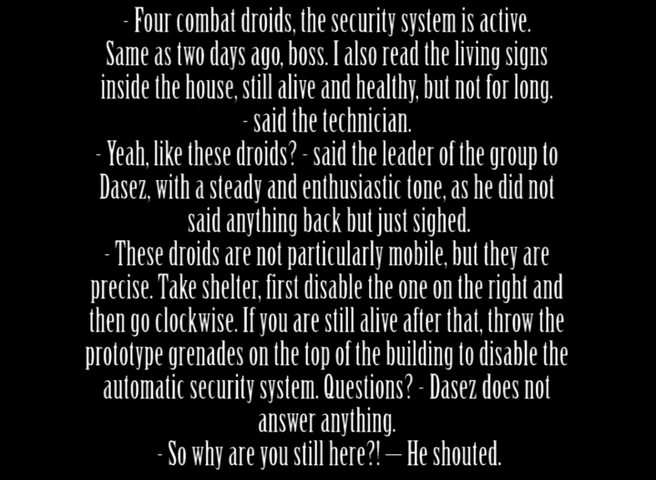 - Four combat droids, the security system is active.
Same as two days ago, boss. I also read the living signs
inside the house, still alive and healthy, but not for long.
- said the technician.
- Yeah, like these droids? - said the leader of the group to
Dasez, with a steady and enthusiastic tone, as he did not
said anything back but just sighed.
- These droids are not particularly mobile, but they are
precise. Take shelter, first disable the one on the right and
then go clockwise. If you are still alive after that, throw the
prototype grenades on the top of the building to disable the
automatic security system. Questions? - Dasez does not
answer anything.
- So why are you still here?! — He shouted.